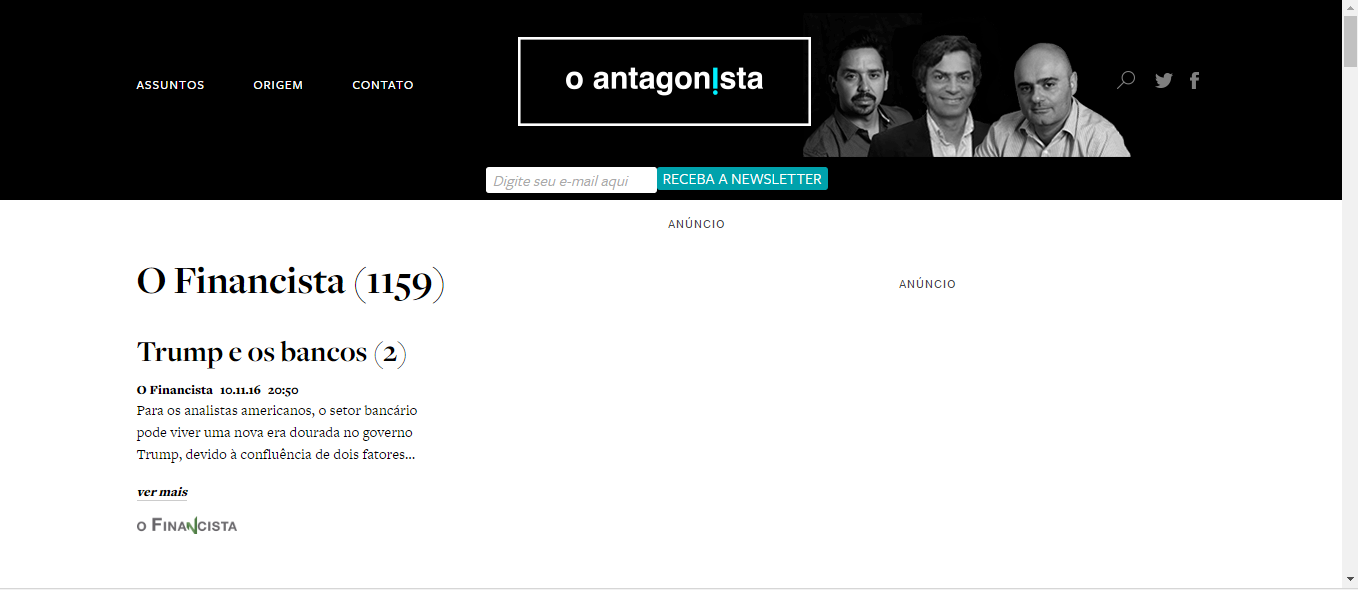 ASSUNTOS ORIGEM CONTATO
o antagon!sta
Digite seu e-mail aqui RECEBA A NEWSLETTER
ANÚNCIO
O Financista (1159)
ANÚNCIO
Trump e os bancos (2)
O Financista 10.11.16 20:50
Para os analistas americanos, o setor bancário
pode viver uma nova era dourada no governo
Trump, devido à confluência de dois fatores...
ver mais
O FINANCISTA